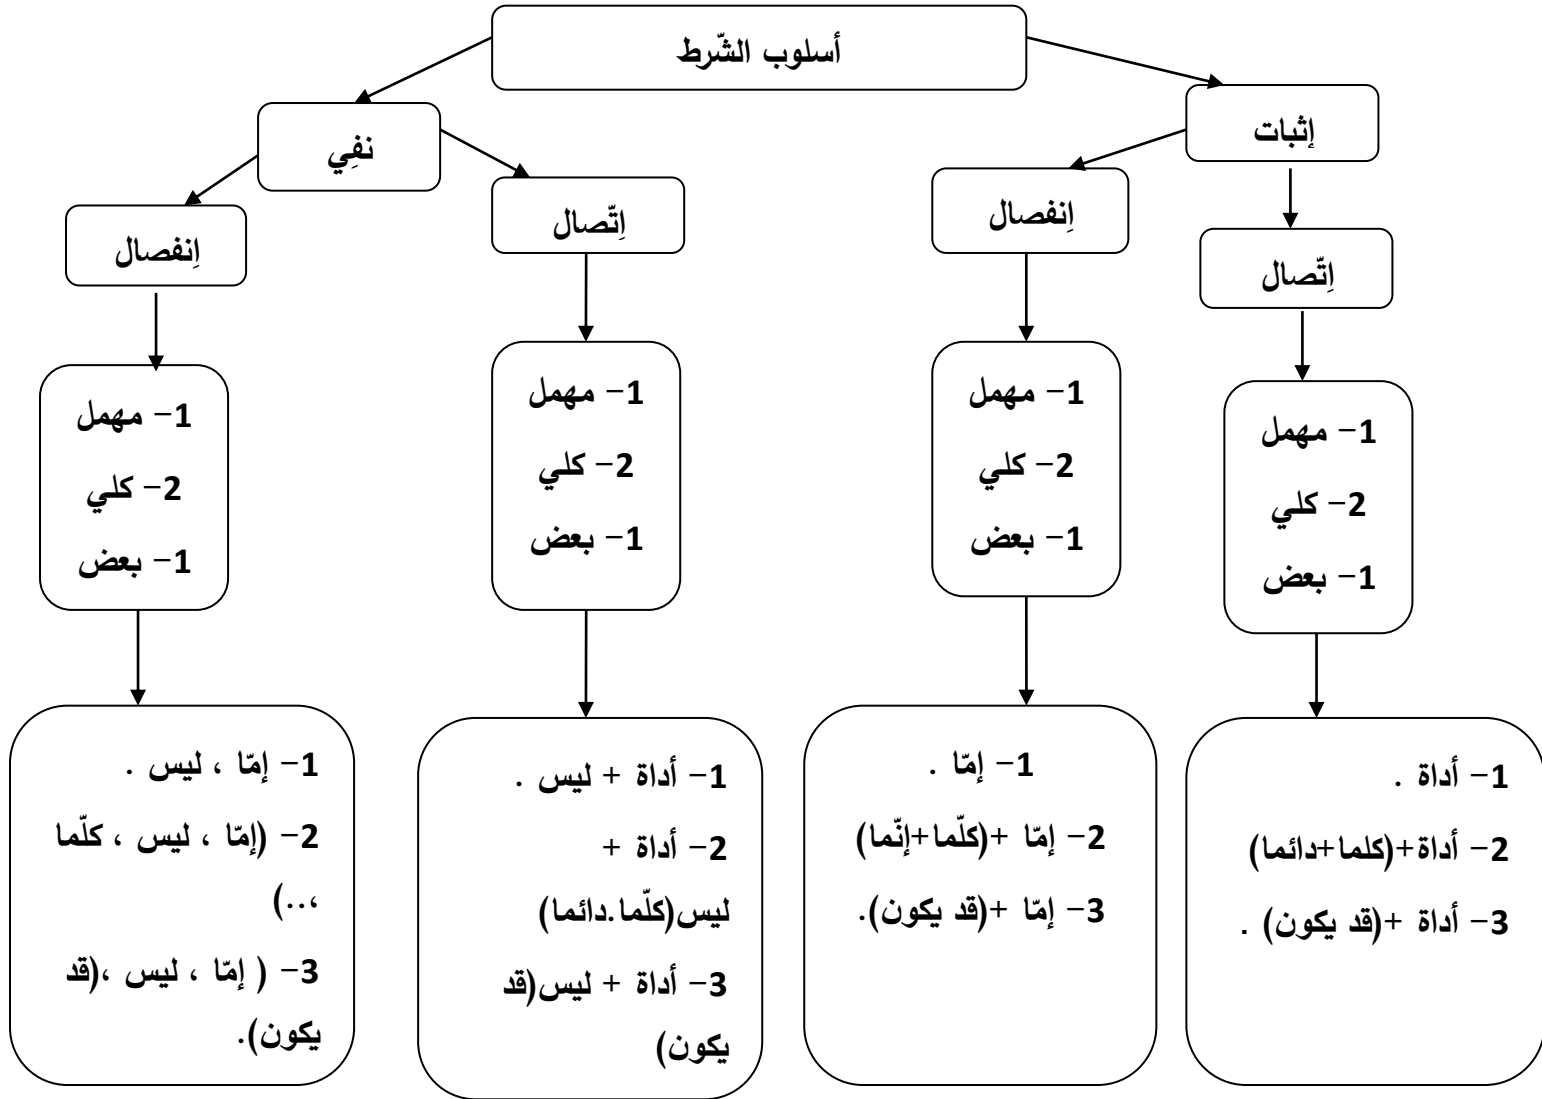 أسلوب الشّرط
إثبات
نفِي
اِنفصال
اِتّصال
اِتّصال
اِنفصال
1- مهمل
2- كلي
1- بعض
1- مهمل
2- كلي
1- بعض
1- مهمل
2- كلي
1- بعض
1- مهمل
2- كلي
1- بعض
1- أداة .
2- أداة+(كلما+دائما)
3- أداة +(قد يكون) .
1- إمّا .
2- إمّا +(كلّما+إنّما)
3- إمّا +(قد يكون).
1- أداة + ليس .
2- أداة +
ليس(كلّما.دائما)
3- أداة + ليس(قد
يكون)
1- إمّا ، ليس .
2- (إمّا ، ليس ، كلّما
،..)
3- ( إمّا ، ليس ،(قد
يكون).